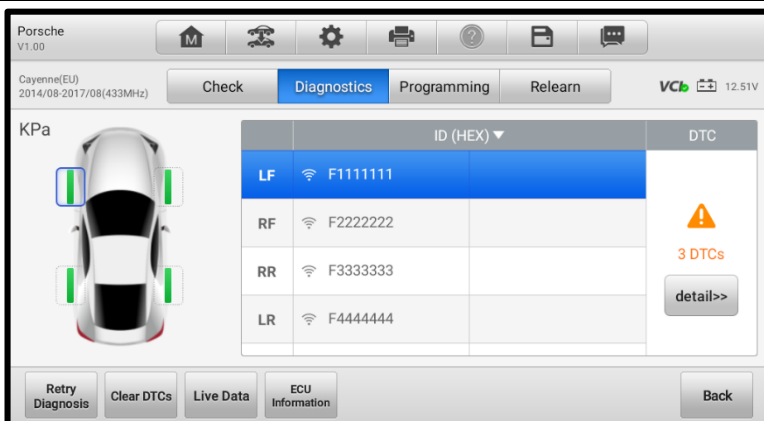 Porsche
V1.00
M
?
Cayenne(EU)
2014/08-2017/08(433MHz)
Check
Diagnostics
Programming
Relearn
VCb
12.51V
KPa
ID (HEX) ▼
DTC
LF F1111111
RF F2222222
RR F3333333
LR F4444444
3 DTCs
detail>>
Retry
Diagnosis
Clear DTCs
Live Data
ECU
Information
Back